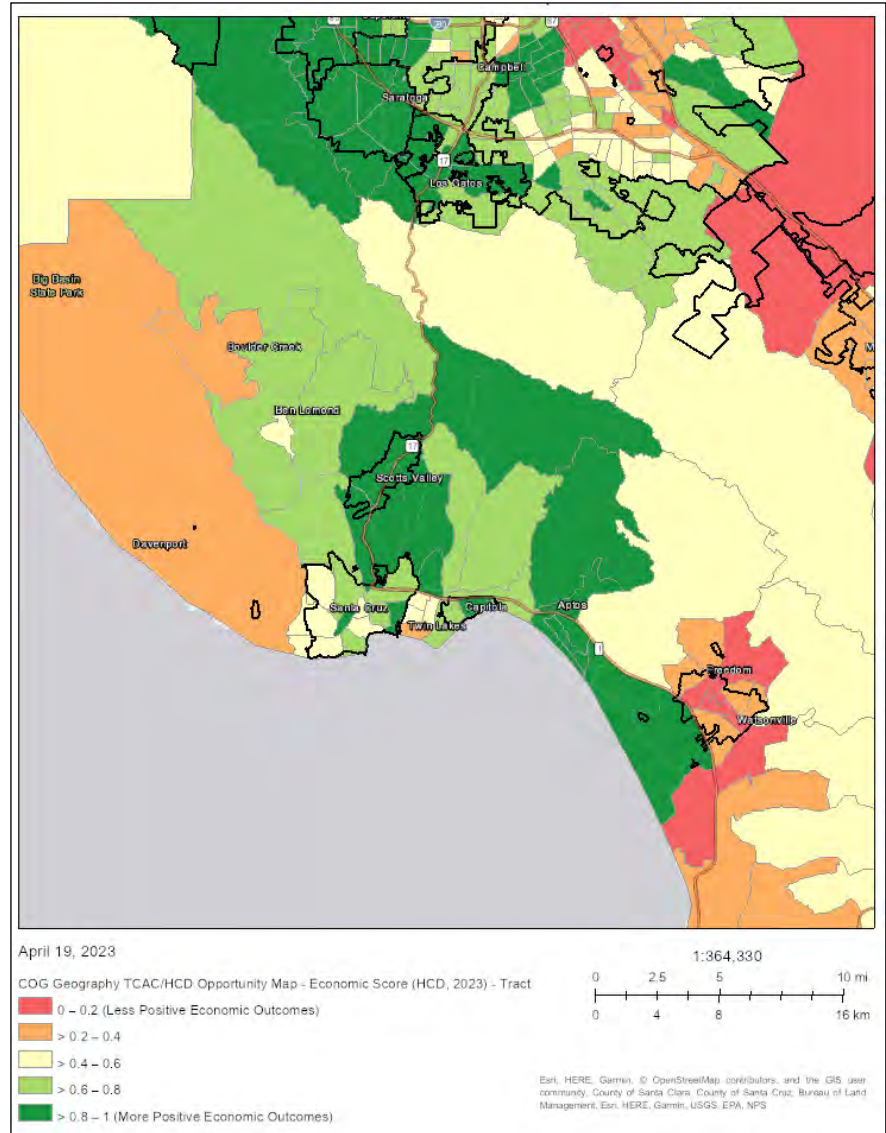 280
87
Campbell
Saratoga
17
Los Gatos
Big Basin
State Park
Boulder Creek
Ben Lomond
17
Scotts Valley
Davenport
Santa Cruz
Capitola
Aptos
Twin Lakes
1
Freedom
Watsonville
M
April 19, 2023
1:364,330
0 2.5 5 10 mi
0 4 8 16 km
COG Geography TCAC/HCD Opportunity Map - Economic Score (HCD, 2023) - Tract
0 – 0.2 (Less Positive Economic Outcomes)
> 0.2 – 0.4
> 0.4 – 0.6
> 0.6 – 0.8
> 0.8 – 1 (More Positive Economic Outcomes)
Esri, HERE, Garmin, © OpenStreetMap contributors, and the GIS user
community, County of Santa Clara, County of Santa Cruz, Bureau of Land
Management, Esri, HERE, Garmin, USGS, EPA, NPS